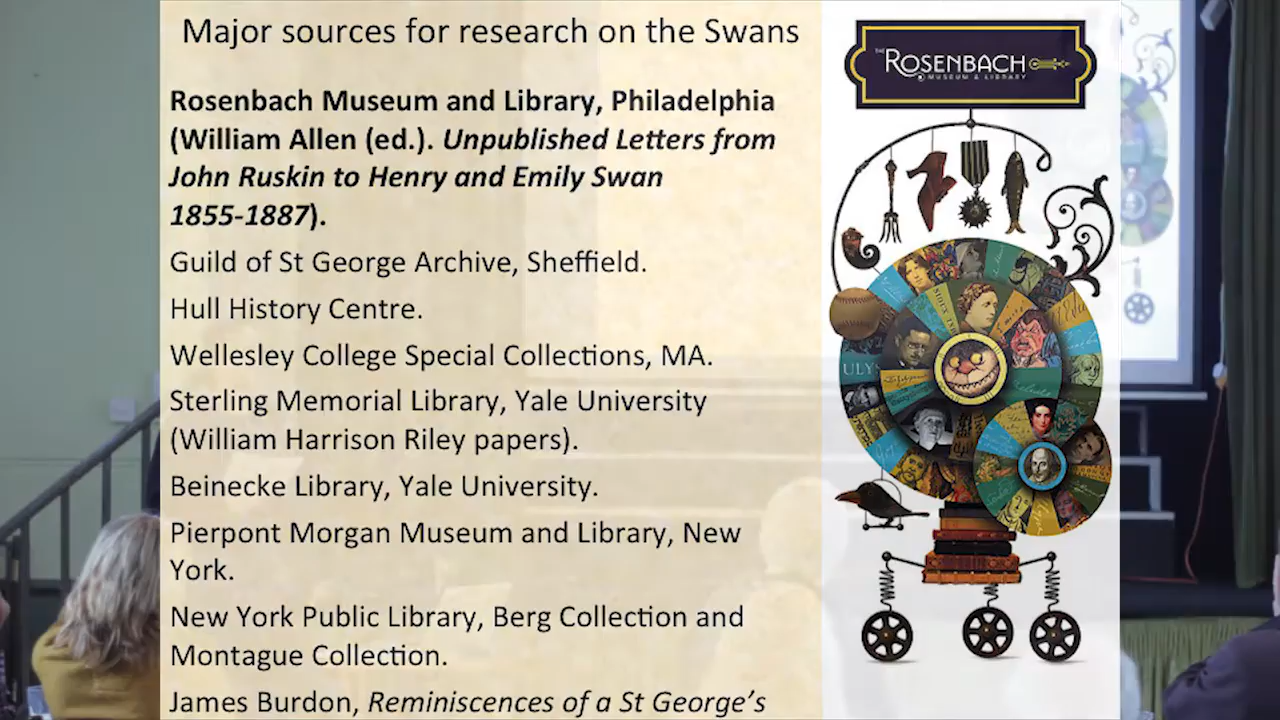 Major sources for research on the Swans
Rosenbach Museum and Library, Philadelphia
(William Allen (ed.). Unpublished Letters from
John Ruskin to Henry and Emily Swan
1855-1887).
Guild of St George Archive, Sheffield.
Hull History Centre.
Wellesley College Special Collections, MA.
Sterling Memorial Library, Yale University
(William Harrison Riley papers).
Beinecke Library, Yale University.
Pierpont Morgan Museum and Library, New
York.
New York Public Library, Berg Collection and
Montague Collection.
James Burdon, Reminiscences of a St George’s
THE
ROSENBACH
MUSEUM & LIBRARY
ULYS